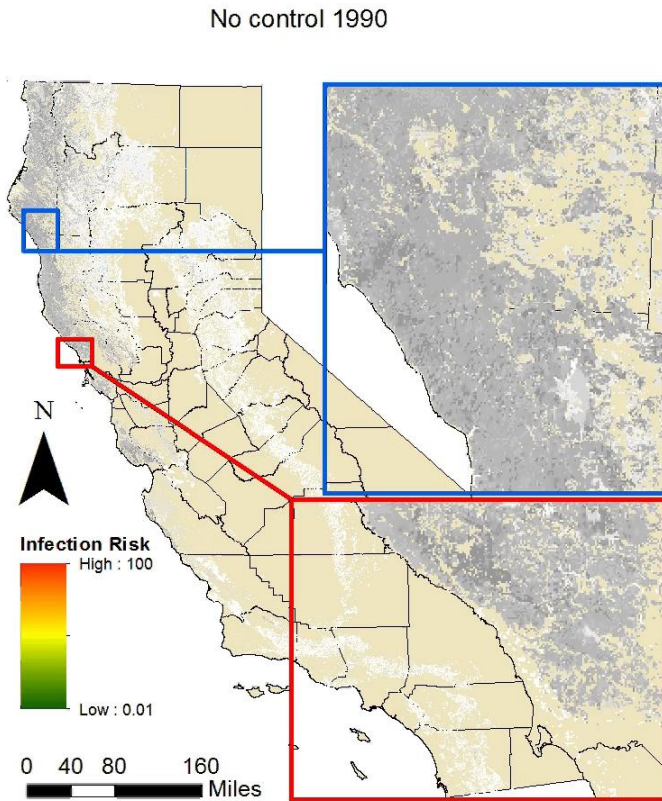 No control 1990
N
Infection Risk
High : 100
Low : 0.01
0 40 80 160
Miles